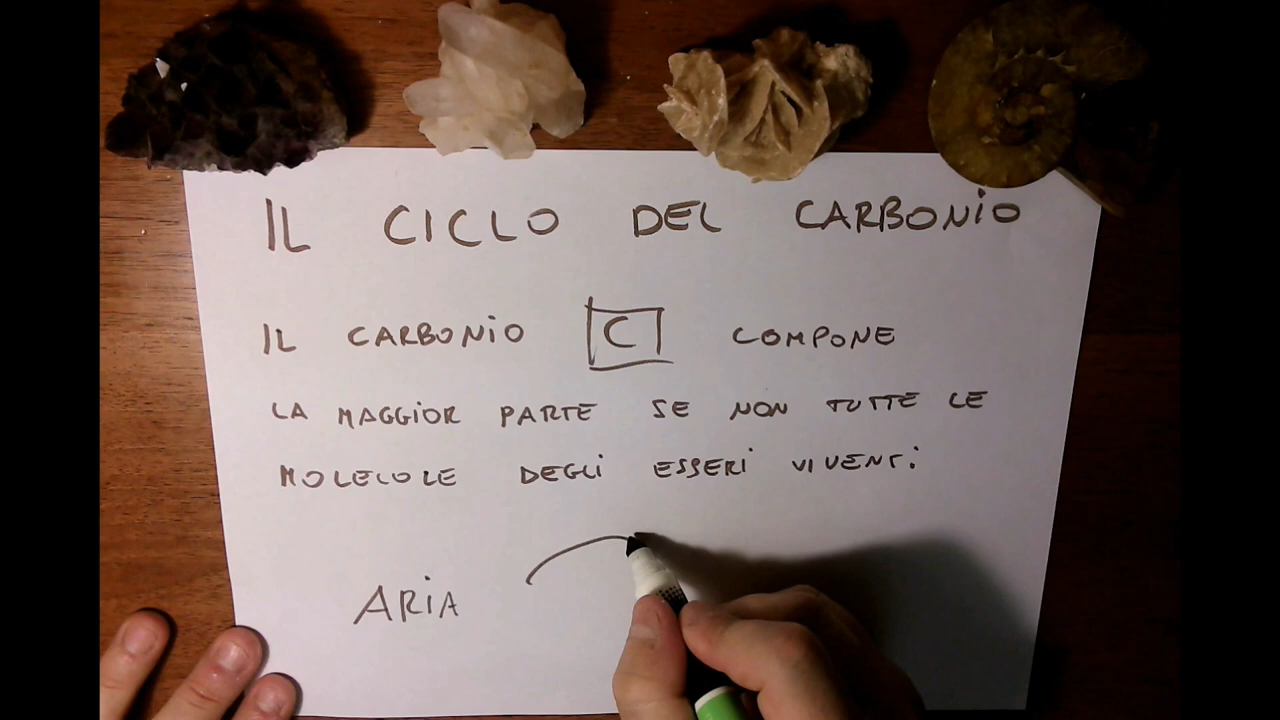 IL CICLO DEL CARBONIO
IL CARBONIO C COMPONE
LA MAGGIOR PARTE SE NON TUTTE LE
MOLECOLE DEGLI ESSERI VIVENTI
ARIA